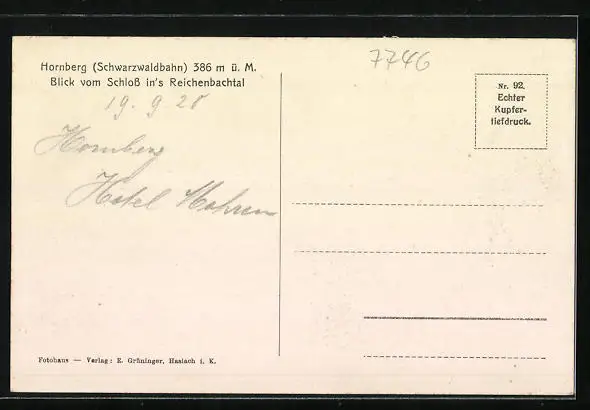 7746
Hornberg (Schwarzwaldbahn) 386 m ü. M.
Blick vom Schloß in's Reichenbachtal
Nr. 92.
Echter
Kupfer-
tiefdruck.
19. 9. 28
Hornberg
Hotel Mohren
Fotohaus — Verlag: E. Grüninger, Haslach i. K.